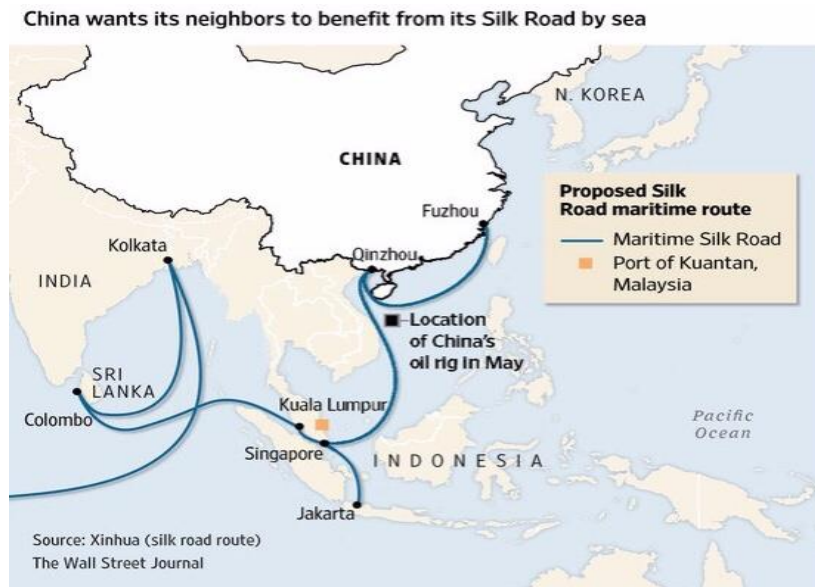 China wants its neighbors to benefit from its Silk Road by sea
N. KOREA
CHINA
Proposed Silk
Road maritime route
Maritime Silk Road
Port of Kuantan,
Malaysia
Fuzhou
Qinzhou
Kolkata
INDIA
Location
of China's
oil rig in May
SRI
LANKA
Colombo
Kuala Lumpur
Singapore
INDONESIA
Pacific
Ocean
Jakarta
Source: Xinhua (silk road route)
The Wall Street Journal